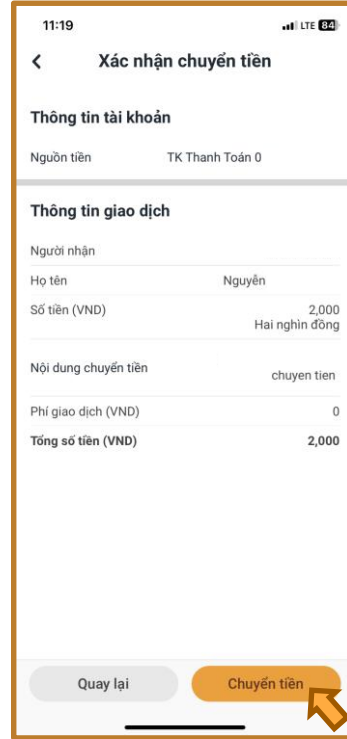 11:19 LTE 84
Xác nhận chuyển tiền
Thông tin tài khoản
Nguồn tiền TK Thanh Toán 0
Thông tin giao dịch
Người nhận
Họ tên Nguyễn
Số tiền (VND) 2,000
Hai nghìn đồng
Nội dung chuyển tiền chuyen tien
Phí giao dịch (VND) 0
Tổng số tiền (VND) 2,000
Quay lại Chuyển tiền